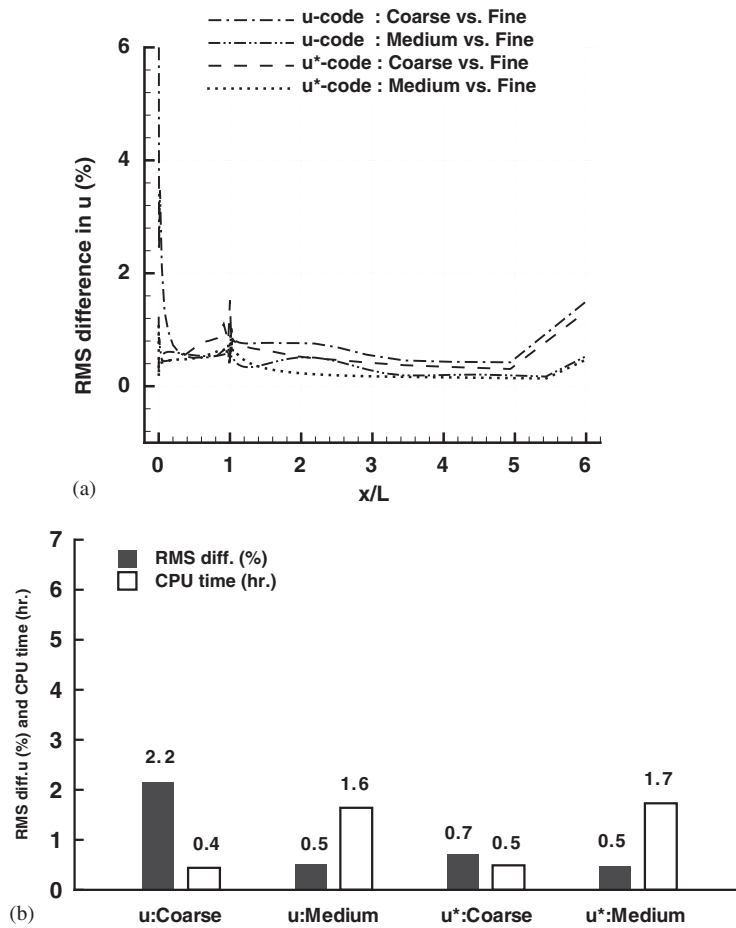 u-code : Coarse vs. Fine
u-code : Medium vs. Fine
u*-code : Coarse vs. Fine
u*-code : Medium vs. Fine
RMS difference in u (%)
6
4
2
0
0 1 2 3 4 5 6
x/L
(a)
RMS diff.u (%) and CPU time (hr.)
7
6
5
4
3
2
1
0
RMS diff. (%)
CPU time (hr.)
2.2
0.4
0.5
1.6
0.7
0.5
0.5
1.7
u:Coarse u:Medium u*:Coarse u*:Medium
(b)